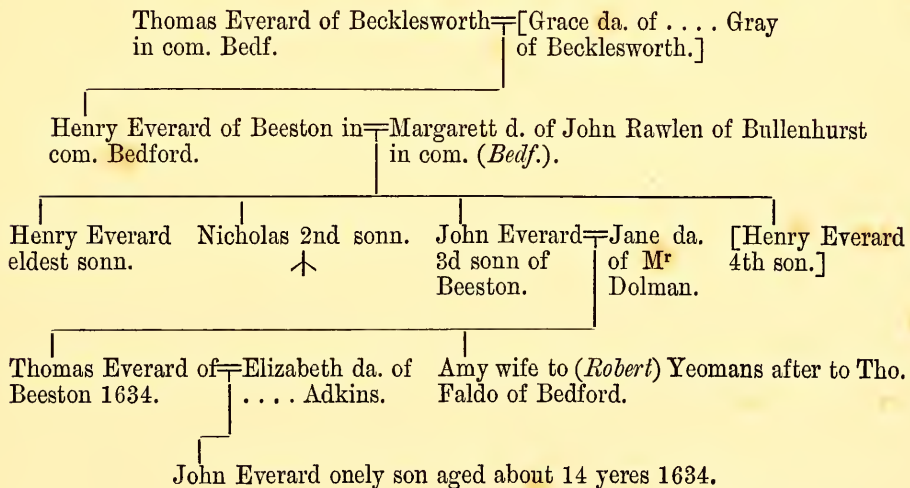 Thomas Everard of Becklesworth=[Grace da. of . . . . Gray
in com. Bedf. of Becklesworth.]
Henry Everard of Beeston in=Margarett d. of John Rawlen of Bullenhurst
com. Bedford. in com. (Bedf.).
Henry Everard
eldest sonn.
Nicholas 2nd sonn.
John Everard=Jane da.
3d sonn of of Mr
Beeston. Dolman.
[Henry Everard
4th son.]
Thomas Everard of=Elizabeth da. of
Beeston 1634. . . . . Adkins.
Amy wife to (Robert) Yeomans after to Tho.
Faldo of Bedford.
John Everard onely son aged about 14 yeres 1634.